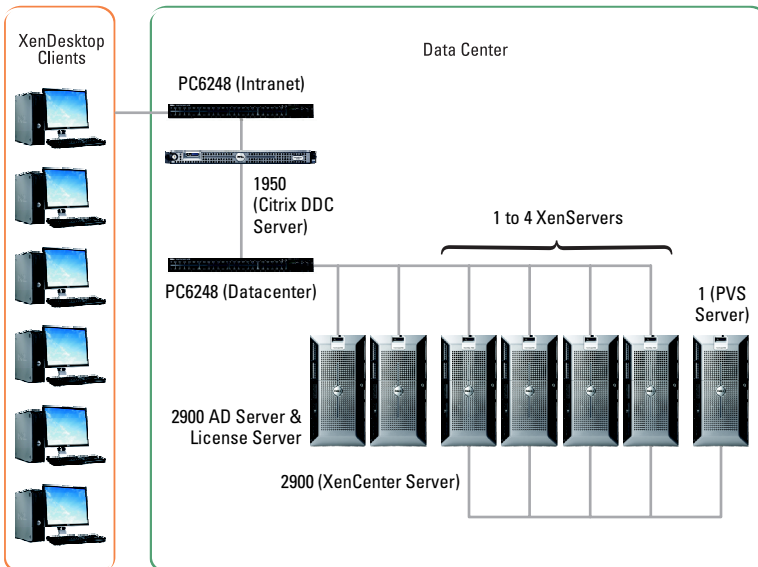 XenDesktop
Clients
Data Center
PC6248 (Intranet)
1950
(Citrix DDC
Server)
1 to 4 XenServers
PC6248 (Datacenter)
1 (PVS
Server)
2900 AD Server &
License Server
2900 (XenCenter Server)